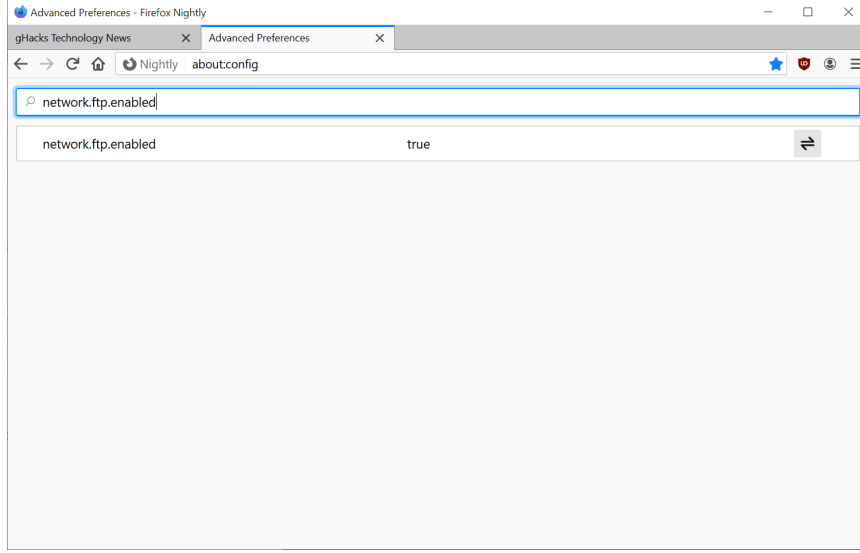 Advanced Preferences - Firefox Nightly
gHacks Technology News
Advanced Preferences
Nightly
about:config
network.ftp.enabled
network.ftp.enabled true